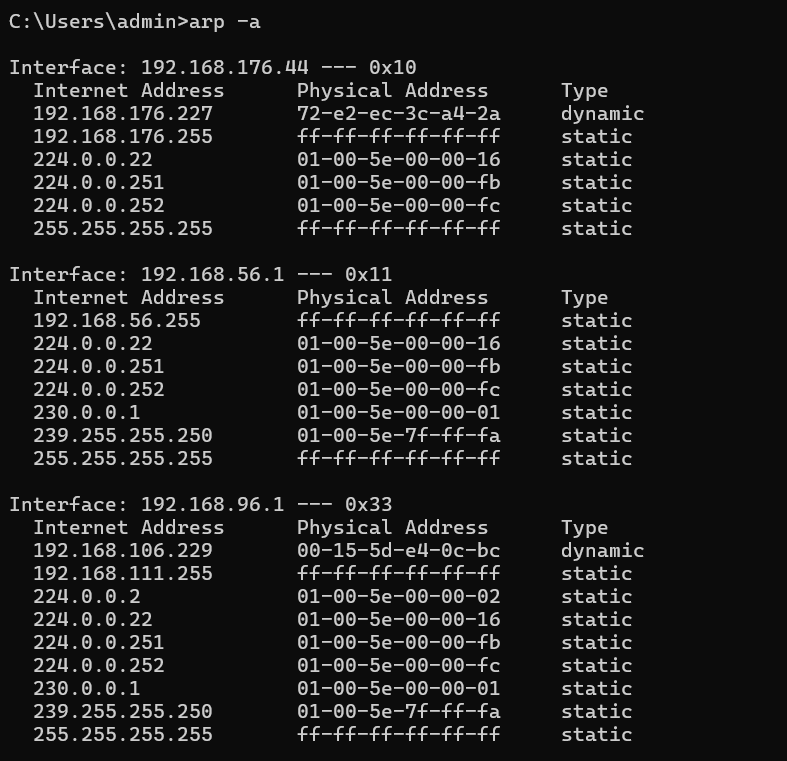 C:\Users\admin>arp -a
Interface: 192.168.176.44 --- 0x10
  Internet Address      Physical Address      Type
  192.168.176.227       72-e2-ec-3c-a4-2a     dynamic
  192.168.176.255       ff-ff-ff-ff-ff-ff     static
  224.0.0.22            01-00-5e-00-00-16     static
  224.0.0.251           01-00-5e-00-00-fb     static
  224.0.0.252           01-00-5e-00-00-fc     static
  255.255.255.255       ff-ff-ff-ff-ff-ff     static
Interface: 192.168.56.1 --- 0x11
  Internet Address      Physical Address      Type
  192.168.56.255        ff-ff-ff-ff-ff-ff     static
  224.0.0.22            01-00-5e-00-00-16     static
  224.0.0.251           01-00-5e-00-00-fb     static
  224.0.0.252           01-00-5e-00-00-fc     static
  230.0.0.1             01-00-5e-00-00-01     static
  239.255.255.250       01-00-5e-7f-ff-fa     static
  255.255.255.255       ff-ff-ff-ff-ff-ff     static
Interface: 192.168.96.1 --- 0x33
  Internet Address      Physical Address      Type
  192.168.106.229       00-15-5d-e4-0c-bc     dynamic
  192.168.111.255       ff-ff-ff-ff-ff-ff     static
  224.0.0.2             01-00-5e-00-00-02     static
  224.0.0.22            01-00-5e-00-00-16     static
  224.0.0.251           01-00-5e-00-00-fb     static
  224.0.0.252           01-00-5e-00-00-fc     static
  230.0.0.1             01-00-5e-00-00-01     static
  239.255.255.250       01-00-5e-7f-ff-fa     static
  255.255.255.255       ff-ff-ff-ff-ff-ff     static